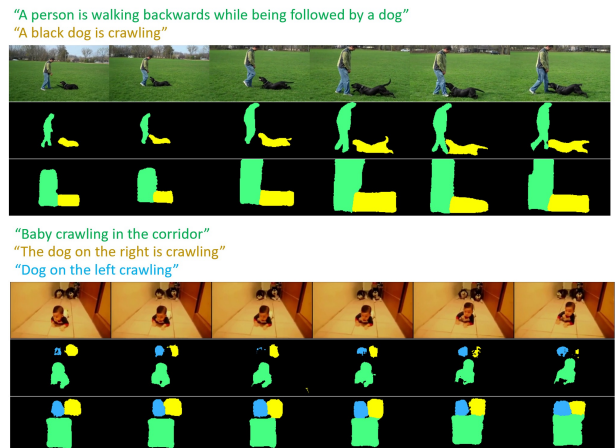 “A person is walking backwards while being followed by a dog”
“A black dog is crawling”
“Baby crawling in the corridor”
“The dog on the right is crawling”
“Dog on the left crawling”